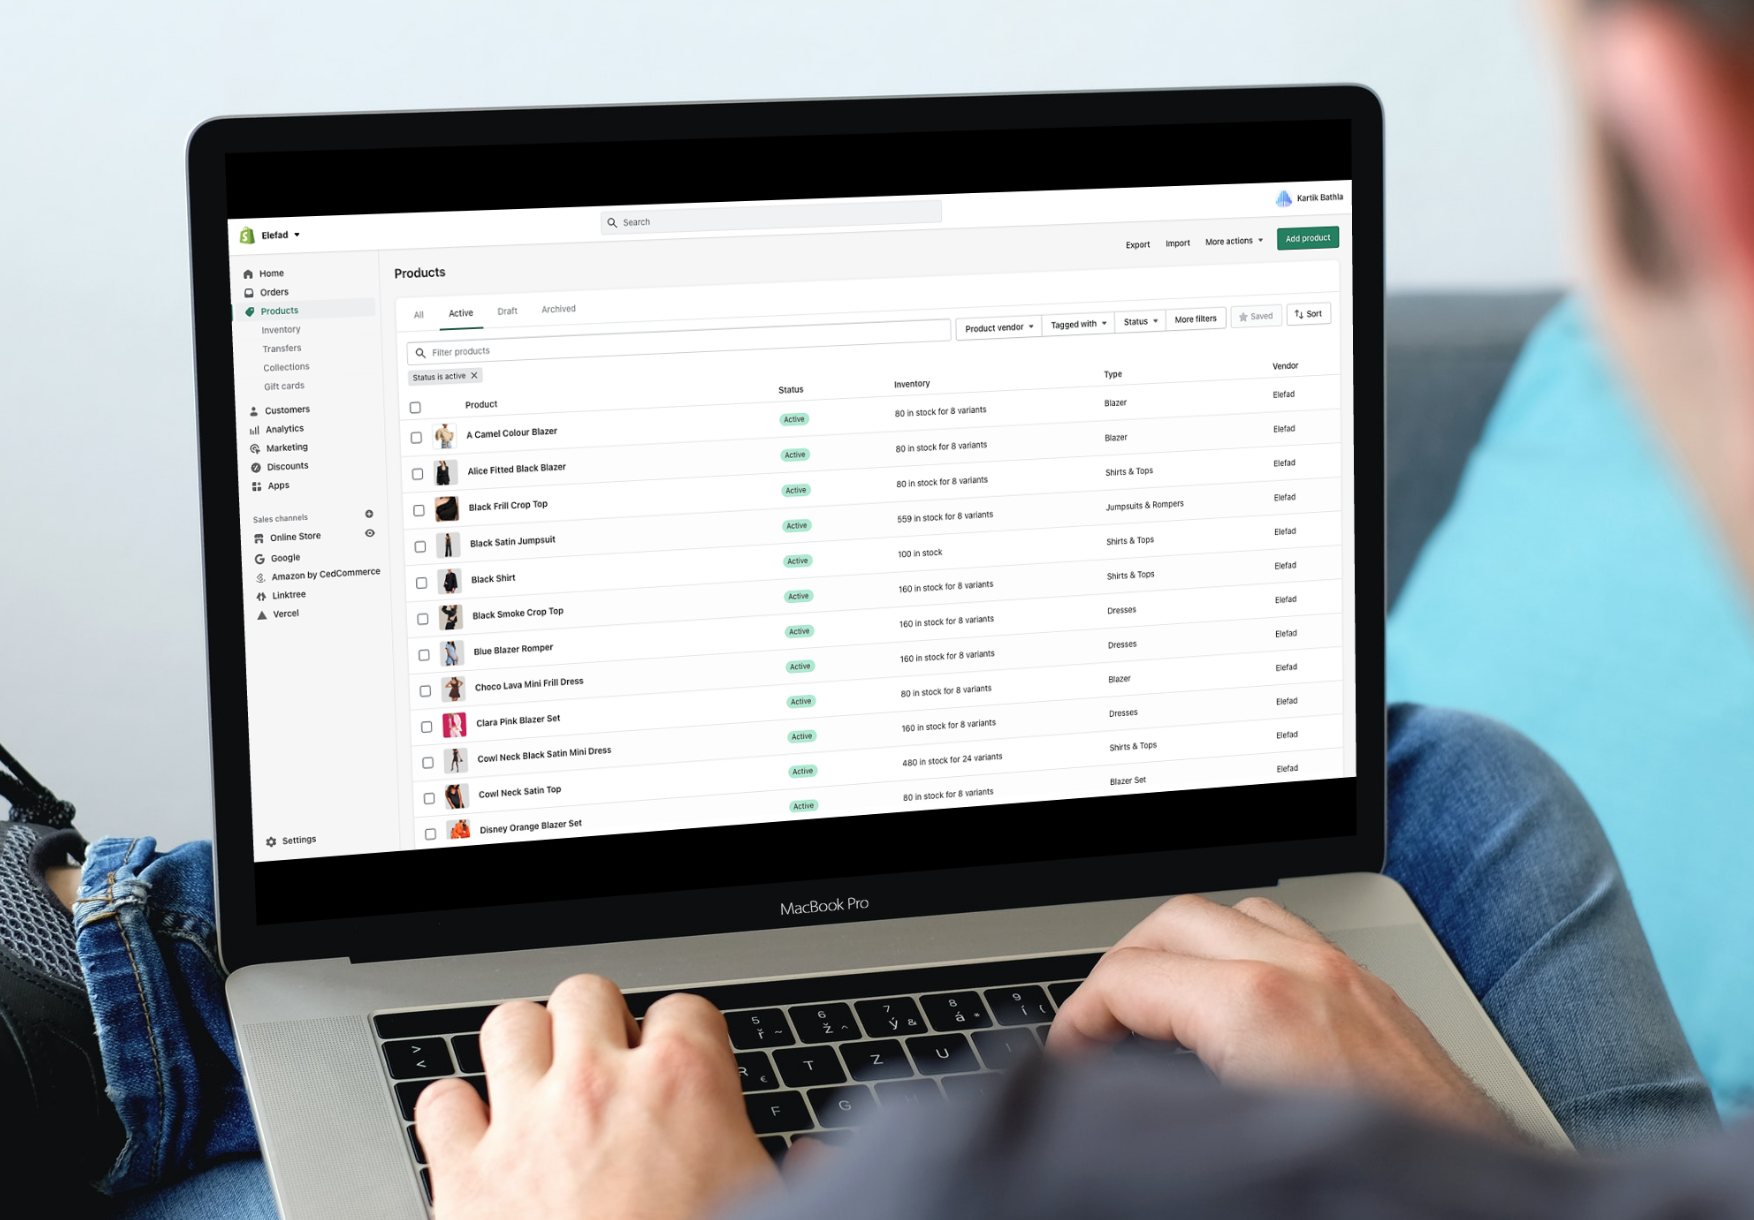 Elefad
Search
Kartik Bathla
Home
Orders
Products
Inventory
Transfers
Collections
Gift cards
Customers
Analytics
Marketing
Discounts
Apps
Sales channels
Online Store
Google
Amazon by CedCommerce
Linktree
Vercel
Settings
Products
Export Import More actions Add product
All Active Draft Archived
Filter products
Product vendor Tagged with Status More filters Saved Sort
Status is active
Product Status Inventory Type Vendor
A Camel Colour Blazer Active 80 in stock for 8 variants Blazer Elefad
Alice Fitted Black Blazer Active 80 in stock for 8 variants Blazer Elefad
Black Frill Crop Top Active 80 in stock for 8 variants Shirts & Tops Elefad
Black Satin Jumpsuit Active 559 in stock for 8 variants Jumpsuits & Rompers Elefad
Black Shirt Active 100 in stock Shirts & Tops Elefad
Black Smoke Crop Top Active 160 in stock for 8 variants Shirts & Tops Elefad
Blue Blazer Romper Active 160 in stock for 8 variants Dresses Elefad
Choco Lava Mini Frill Dress Active 160 in stock for 8 variants Dresses Elefad
Clara Pink Blazer Set Active 80 in stock for 8 variants Blazer Elefad
Cowl Neck Black Satin Mini Dress Active 160 in stock for 8 variants Dresses Elefad
Cowl Neck Satin Top Active 480 in stock for 24 variants Shirts & Tops Elefad
Disney Orange Blazer Set Active 80 in stock for 8 variants Blazer Set Elefad
MacBook Pro
5 6 7 8 9
ř ~ ž ^ ý & á * í (
> <
R € T Z U I
F G